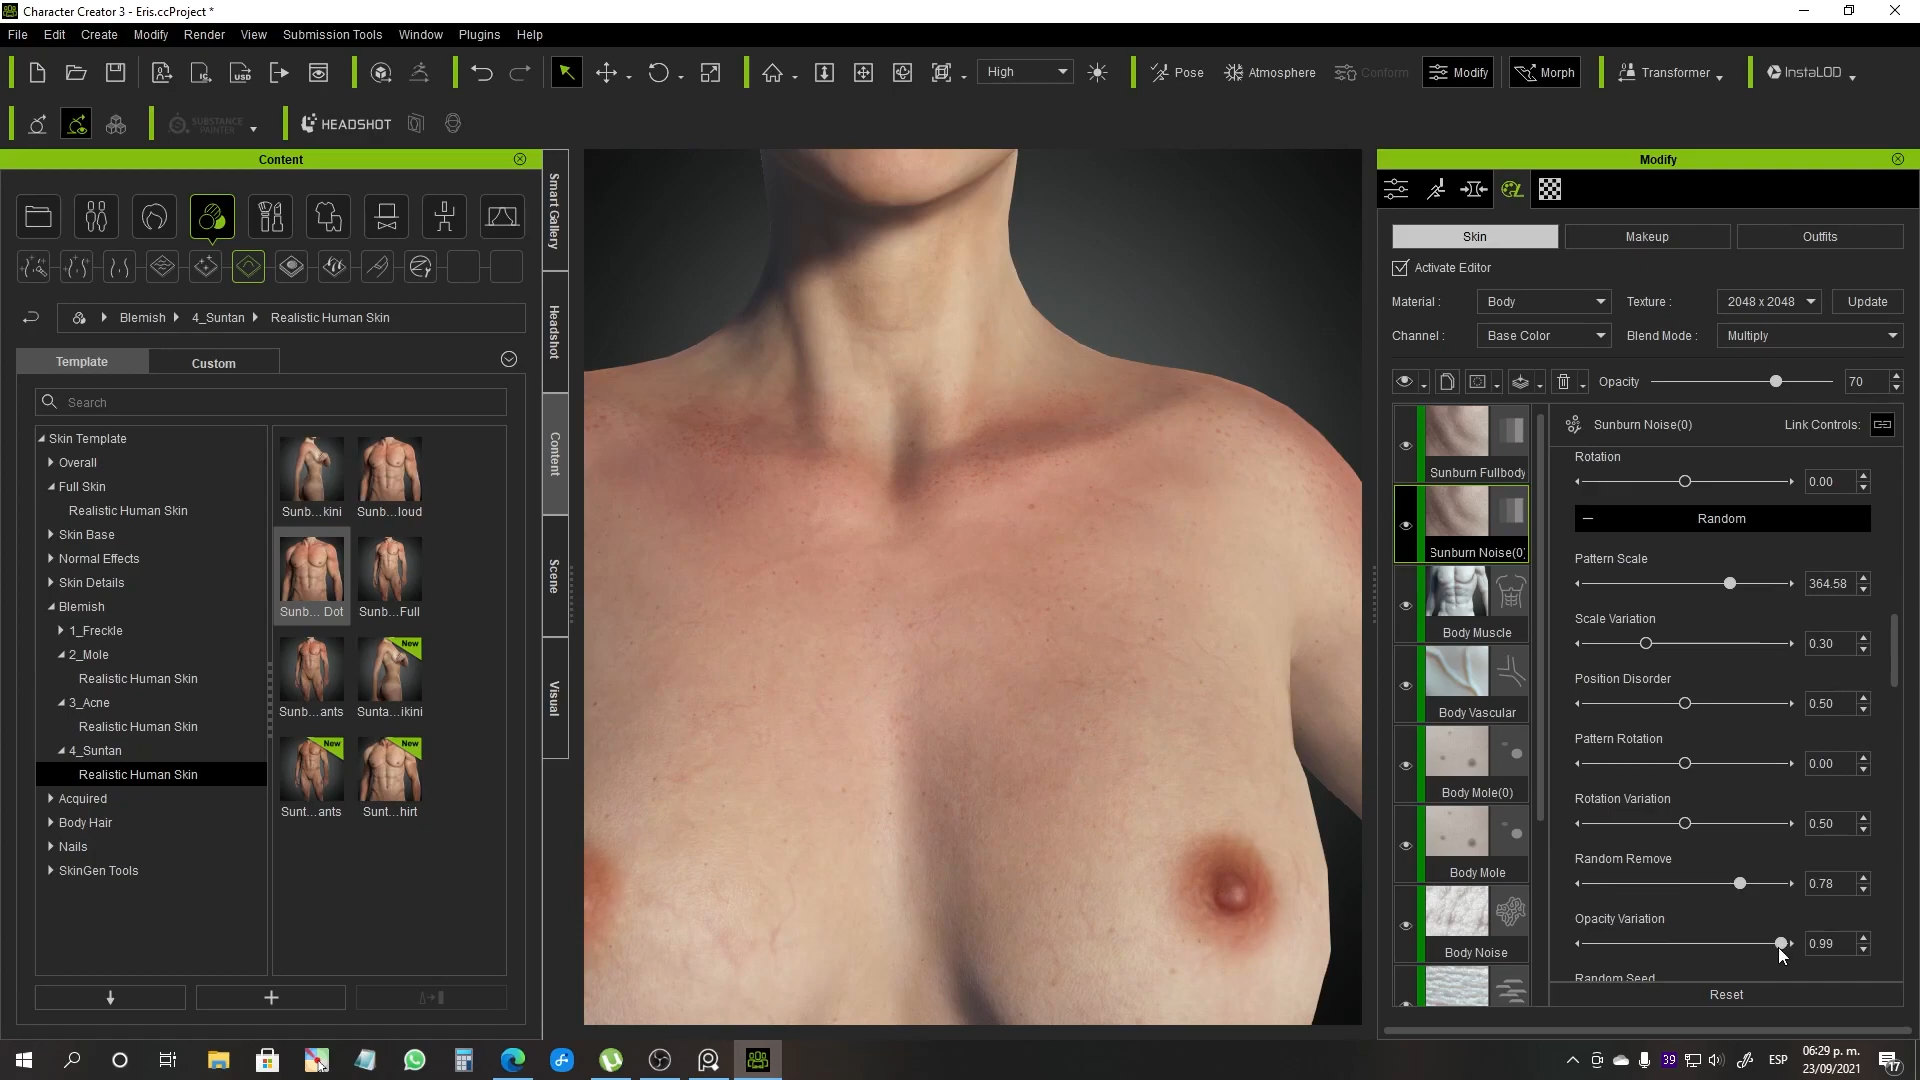 Character Creator 3 - Eris.ccProject *
File Edit Create Modify Render View Submission Tools Window Plugins Help
High Pose Atmosphere Conform Modify Morph Transformer InstaLOD
SUBSTANCE PAINTER HEADSHOT
Content
Blemish 4_Suntan Realistic Human Skin
Template Custom
Search
Skin Template
Overall
Full Skin
Realistic Human Skin
Skin Base
Normal Effects
Skin Details
Blemish
1_Freckle
2_Mole
Realistic Human Skin
3_Acne
Realistic Human Skin
4_Suntan
Realistic Human Skin
Acquired
Body Hair
Nails
SkinGen Tools
Sunb...kini Sunb...loud
Sunb... Dot Sunb...Full
New
Sunb...ants Sunta...ikini
New New
Sunt...ants Sunt...hirt
Smart Gallery
Headshot
Content
Scene
Visual
Modify
Skin Makeup Outfits
Activate Editor
Material : Body Texture : 2048 x 2048 Update
Channel : Base Color Blend Mode : Multiply
Opacity 70
Sunburn Fullbody
Sunburn Noise(0)
Body Muscle
Body Vascular
Body Mole(0)
Body Mole
Body Noise
Sunburn Noise(0) Link Controls:
Rotation
0.00
Random
Pattern Scale
364.58
Scale Variation
0.30
Position Disorder
0.50
Pattern Rotation
0.00
Rotation Variation
0.50
Random Remove
0.78
Opacity Variation
0.99
Random Seed
Reset
39 ESP 06:29 p. m.
23/09/2021 17